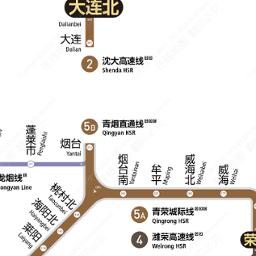 大连北
Dalianbei
大连
Dalian
2 沈大高速线
Shenda HSR
5B 青烟直通线
Qingyan HSR
蓬莱市
Penglaishi
烟台
Yantai
龙烟线
ongyan Line
烟台南
Yantainan
牟平
Muping
威海北
Weihaibei
威海
Weihai
桃村北
Taocunbei
海阳北
Haiyangbei
莱阳
Laiyang
5A 青荣城际线
Qingrong HSR
4 潍荣高速线
Weirong HSR
荣